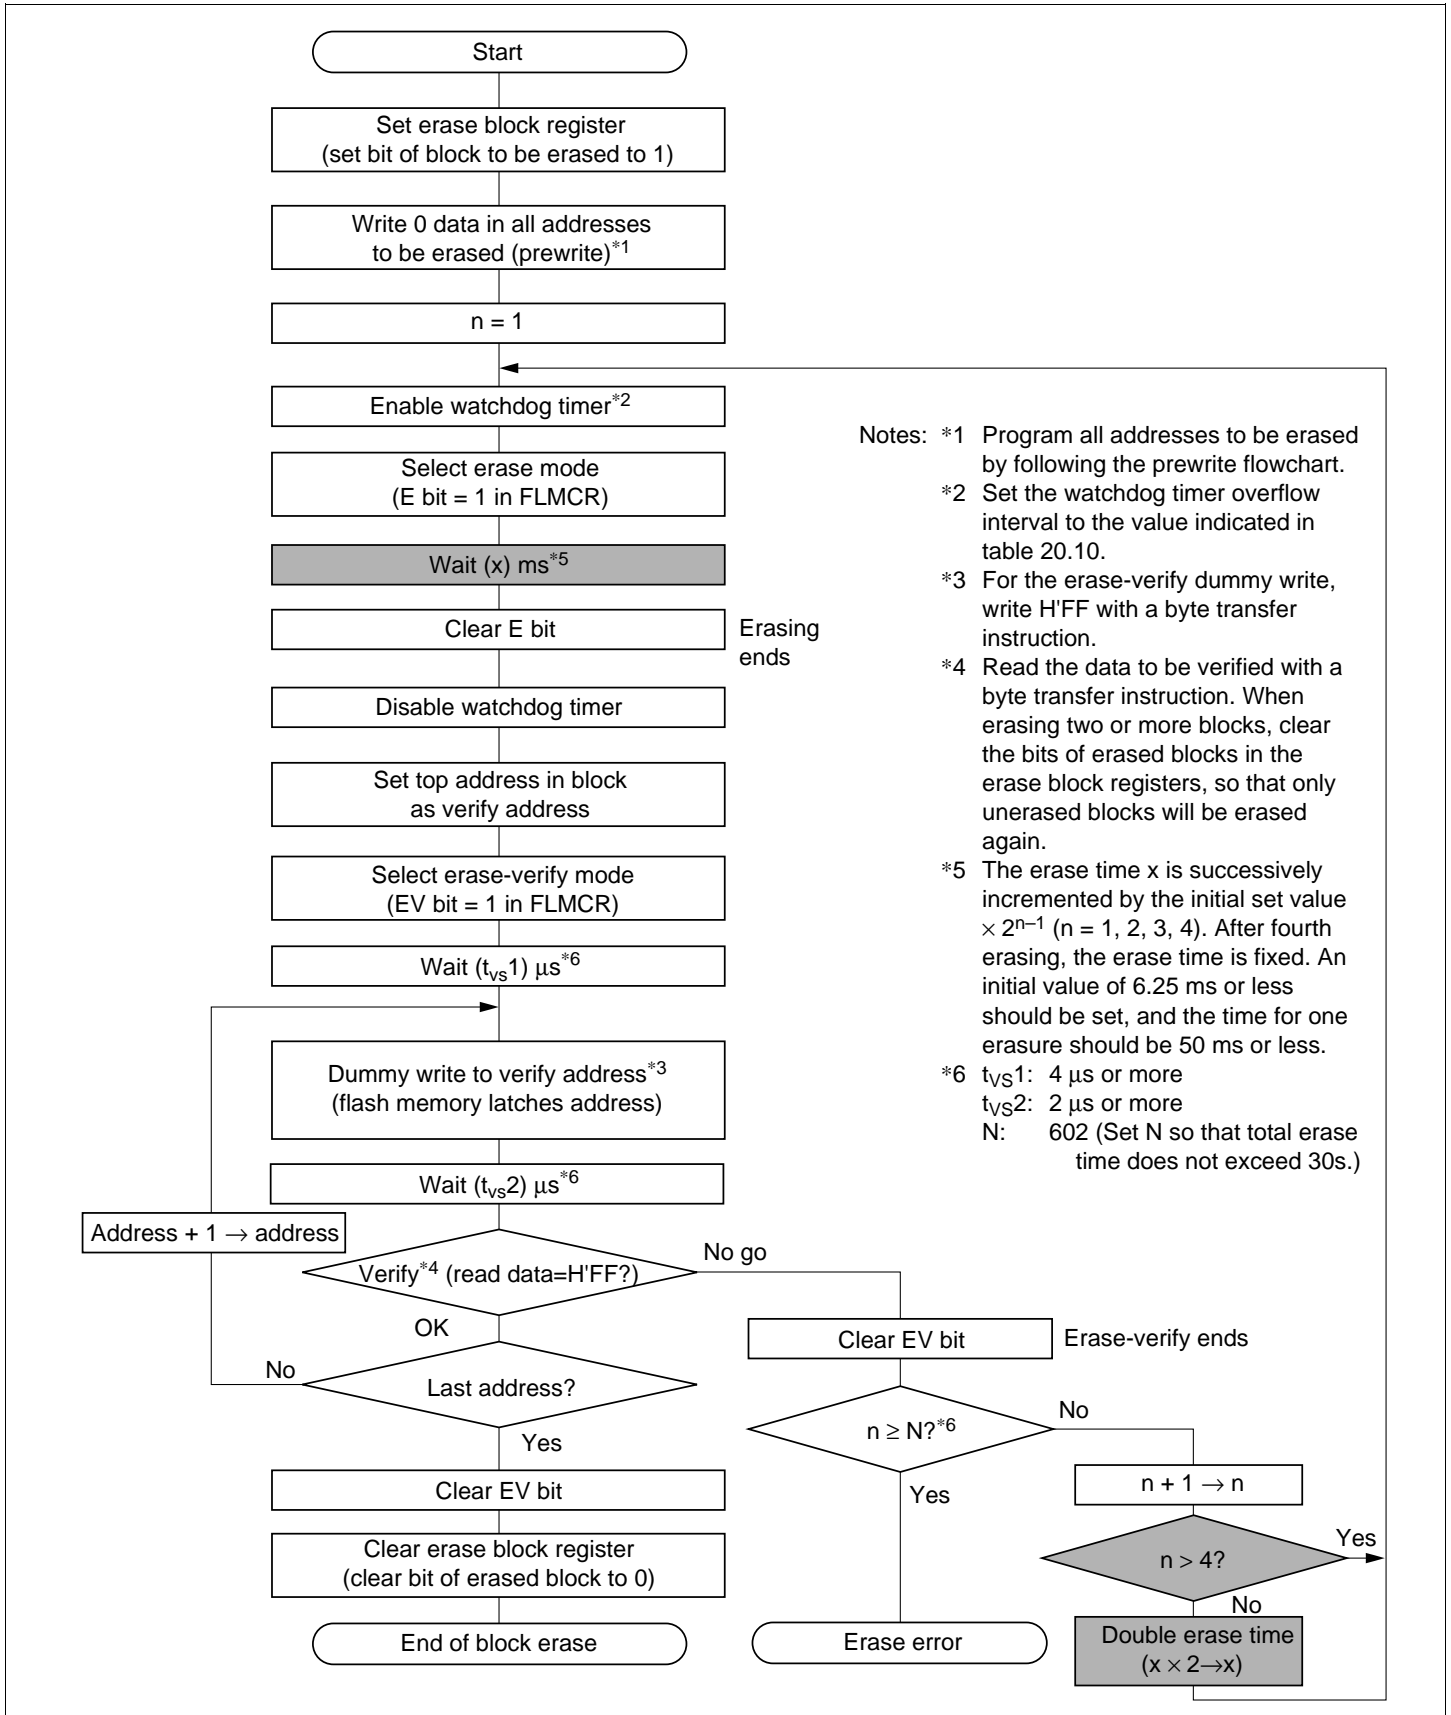 Start
Set erase block register
(set bit of block to be erased to 1)
Write 0 data in all addresses
to be erased (prewrite)*1
n = 1
Enable watchdog timer*2
Select erase mode
(E bit = 1 in FLMCR)
Wait (x) ms*5
Clear E bit
Erasing
ends
Disable watchdog timer
Set top address in block
as verify address
Select erase-verify mode
(EV bit = 1 in FLMCR)
Wait (tvs1) μs*6
Dummy write to verify address*3
(flash memory latches address)
Wait (tvs2) μs*6
Address + 1 → address
Verify*4 (read data=H'FF?)
No go
OK
No
Last address?
Yes
Clear EV bit
Clear erase block register
(clear bit of erased block to 0)
End of block erase
Clear EV bit
Erase-verify ends
n ≥ N?*6
No
Yes
Erase error
n + 1 → n
n > 4?
Yes
No
Double erase time
(x × 2→x)
Notes: *1 Program all addresses to be erased
by following the prewrite flowchart.
*2 Set the watchdog timer overflow
interval to the value indicated in
table 20.10.
*3 For the erase-verify dummy write,
write H'FF with a byte transfer
instruction.
*4 Read the data to be verified with a
byte transfer instruction. When
erasing two or more blocks, clear
the bits of erased blocks in the
erase block registers, so that only
unerased blocks will be erased
again.
*5 The erase time x is successively
incremented by the initial set value
× 2n–1 (n = 1, 2, 3, 4). After fourth
erasing, the erase time is fixed. An
initial value of 6.25 ms or less
should be set, and the time for one
erasure should be 50 ms or less.
*6 tVS1: 4 μs or more
tVS2: 2 μs or more
N: 602 (Set N so that total erase
time does not exceed 30s.)